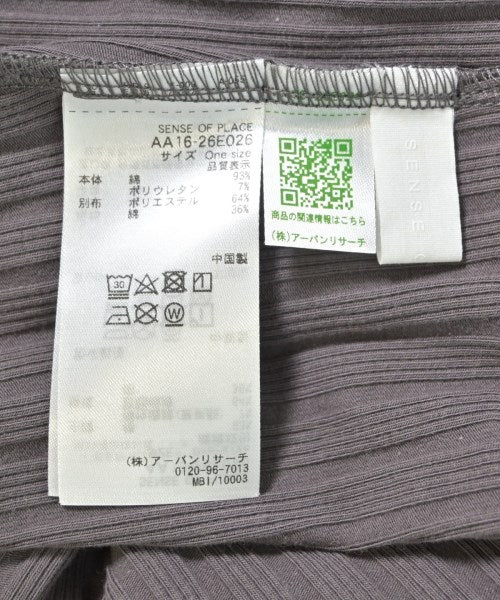 SENSE OF PLACE
AA16-26E026
サイズ One size
品質表示
本体 綿 93%
ポリウレタン 7%
別布 ポリエステル 64%
綿 36%
中国製
30
W
(株)アーバンリサーチ
0120-96-7013
MBI/10003
商品の関連情報はこちら
(株)アーバンリサーチ
SENSE O